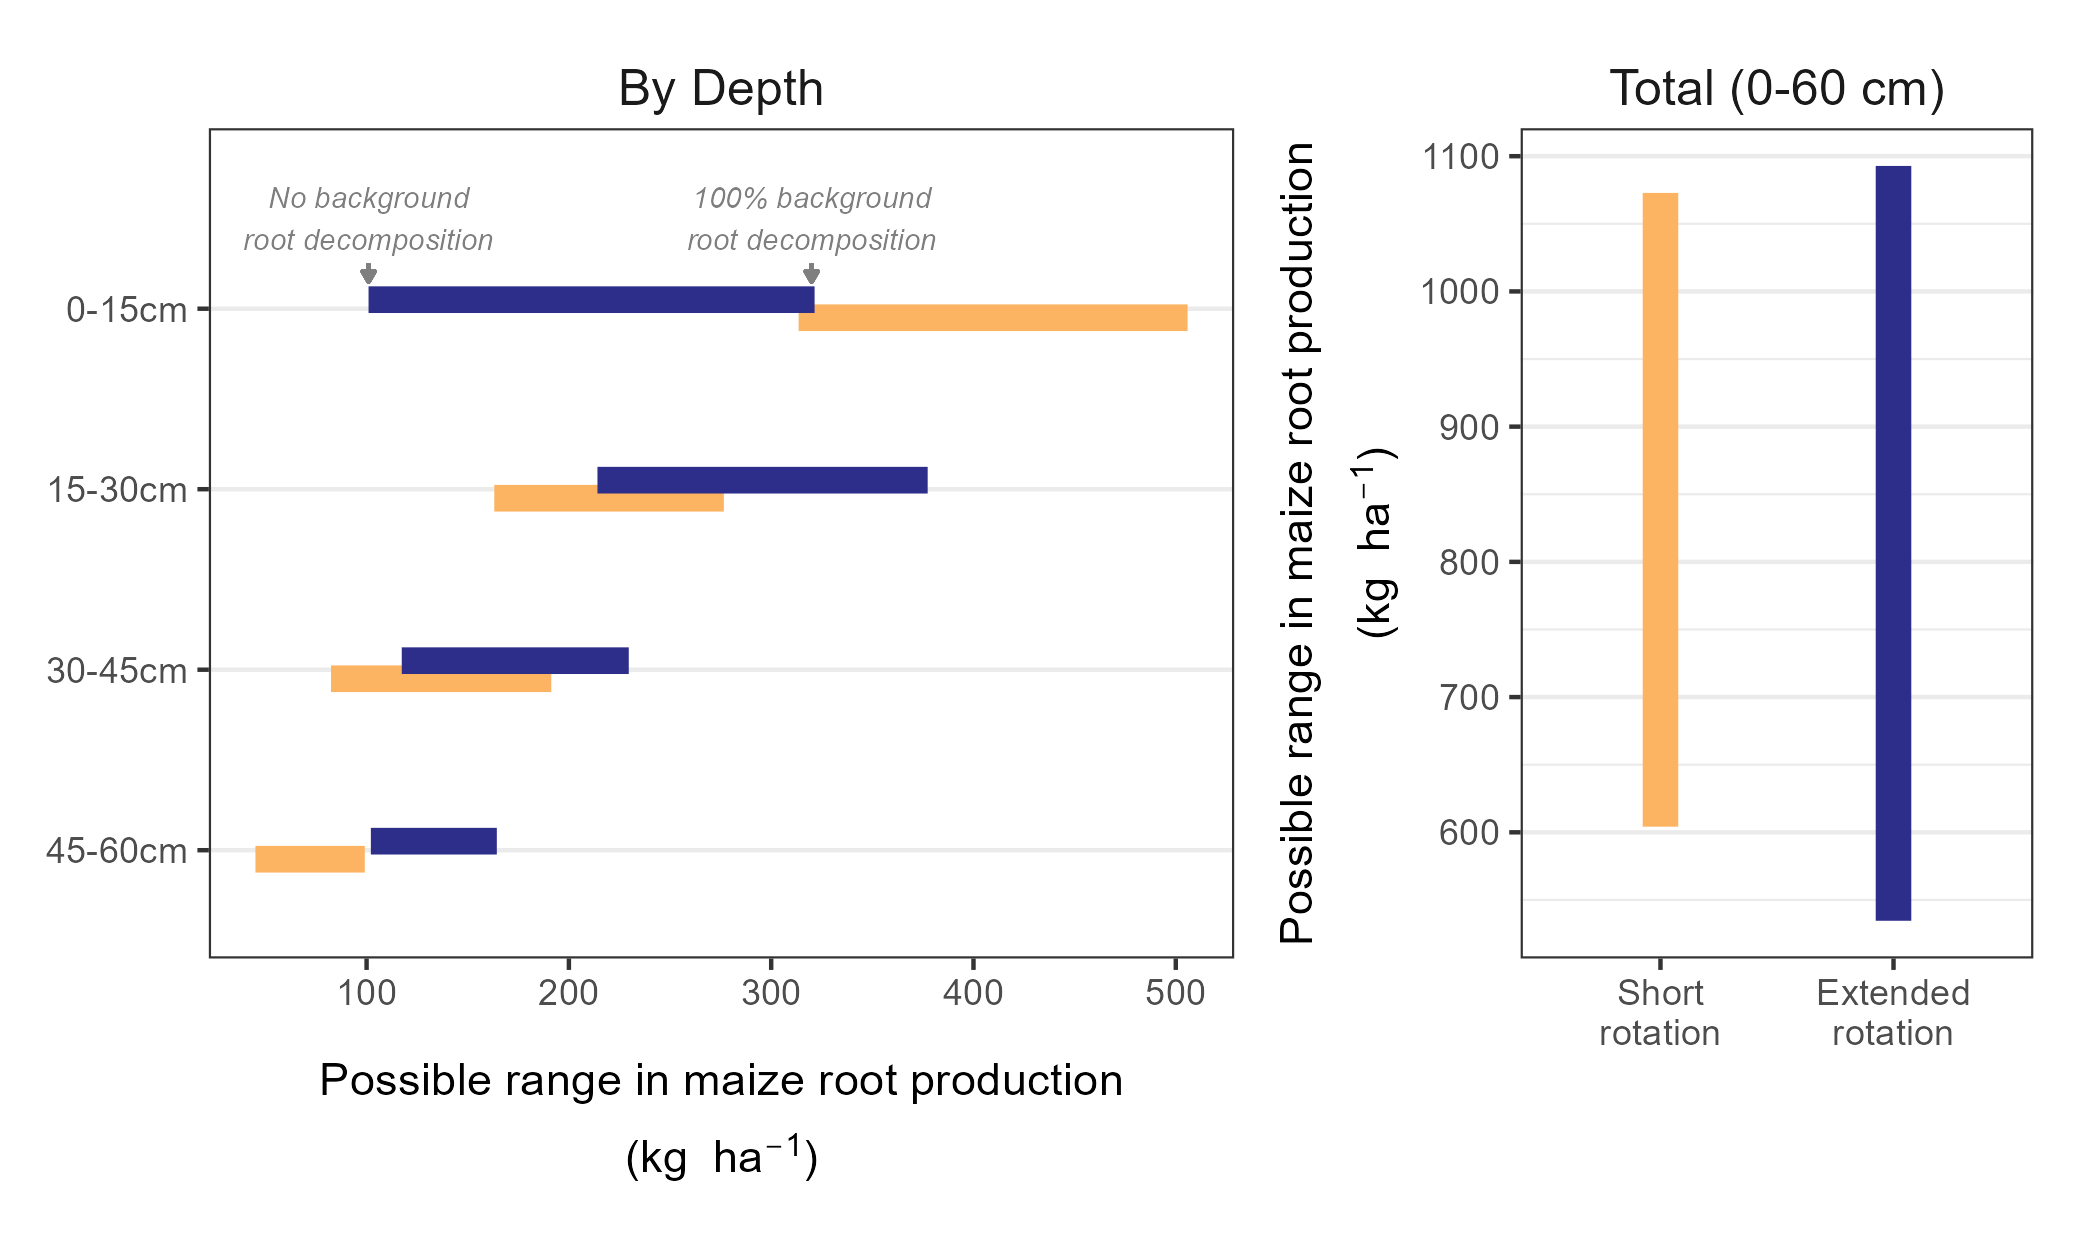 By Depth
No background
root decomposition
100% background
root decomposition
0-15cm
15-30cm
30-45cm
45-60cm
100
200
300
400
500
Possible range in maize root production
(kg ha⁻¹)
Total (0-60 cm)
Possible range in maize root production
(kg ha⁻¹)
1100
1000
900
800
700
600
Short
rotation
Extended
rotation